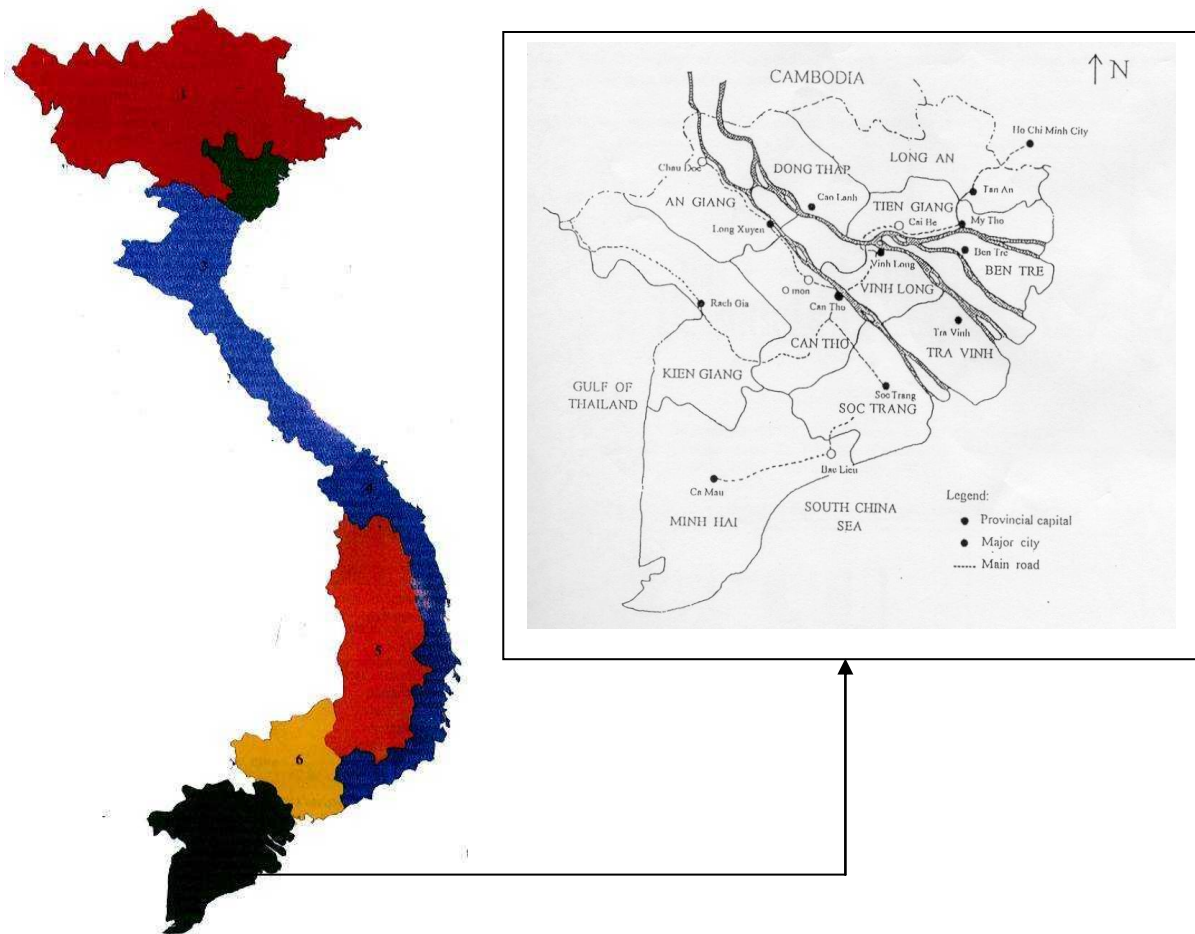 1
3
4
5
6
N
CAMBODIA
Ho Chi Minh City
LONG AN
DONG THAP
Chau Doc
Tan An
AN GIANG
Can Lanh
TIEN GIANG
Cai Be
My Tho
Long Xuyen
Ben Tre
Vinh Long
BEN TRE
O mon
VINH LONG
Rach Gia
Can Tho
Tra Vinh
CAN THO
TRA VINH
KIEN GIANG
GULF OF
THAILAND
Soc Trang
SOC TRANG
Bac Lieu
Ca Mau
SOUTH CHINA
SEA
MINH HAI
Legend:
Provincial capital
Major city
Main road